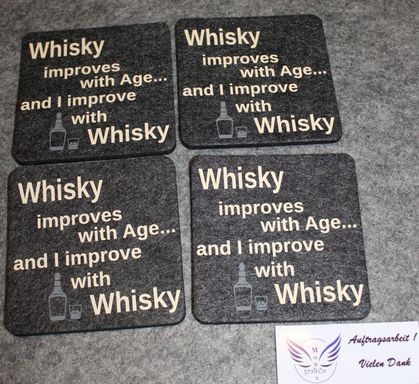 Whisky
improves
with Age...
and I improve
with
Whisky
Whisky
improves
with Age...
and I improve
with
Whisky
Whisky
improves
with Age...
and I improve
with
Whisky
Whisky
improves
with Age...
and I improve
with
Whisky
Auftragsarbeit !
Vielen Dank